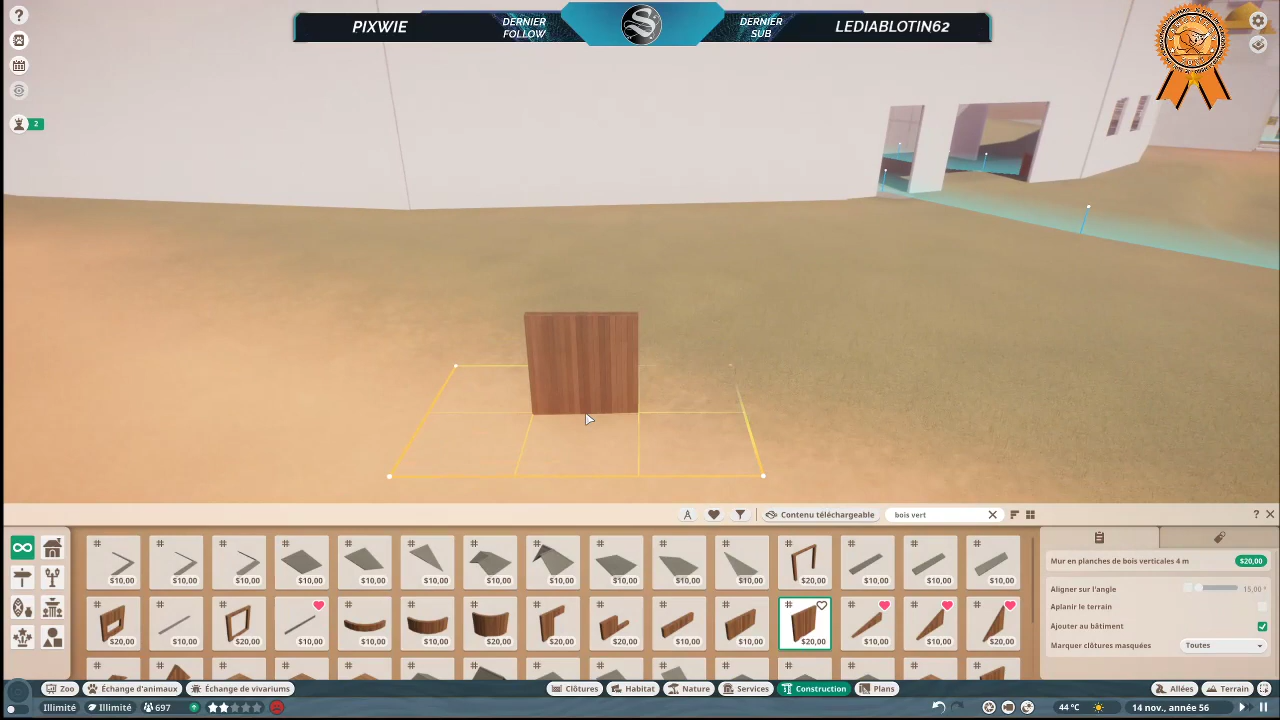 PIXWIE
DERNIER
FOLLOW
DERNIER
SUB
LEDIABLOTIN62
?
2
Contenu téléchargeable
bois vert
?
$10,00 $10,00 $10,00 $10,00 $10,00 $10,00 $10,00 $10,00 $10,00 $10,00 $10,00 $20,00 $10,00 $10,00 $10,00
$20,00 $10,00 $20,00 $10,00 $10,00 $10,00 $20,00 $10,00 $20,00 $10,00 $10,00 $20,00 $10,00 $10,00 $20,00
Mur en planches de bois verticales 4 m
$20,00
Aligner sur l'angle
15,00°
Aplanir le terrain
Ajouter au bâtiment
Marquer clôtures masquées
Toutes
Zoo
Échange d'animaux
Échange de vivariums
Clôtures
Habitat
Nature
Services
Construction
Plans
Allées
Terrain
Illimité
Illimité
697
44 °C
14 nov., année 56